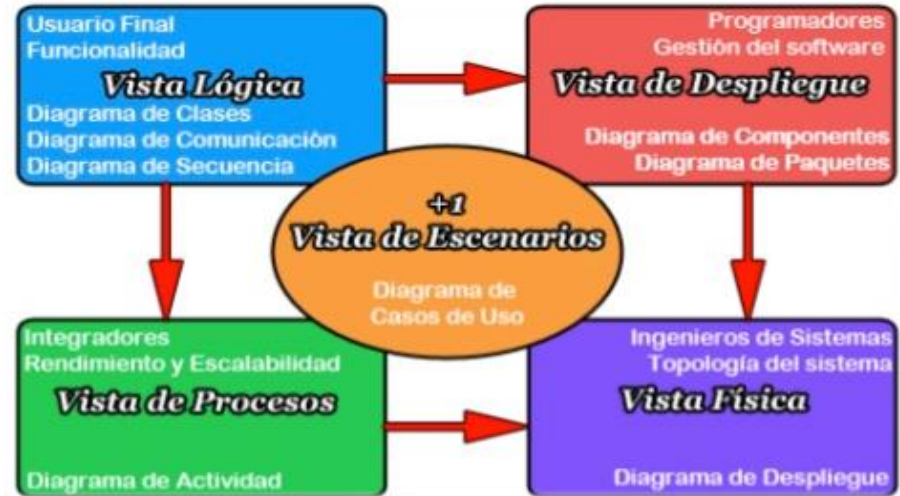 Usuario Final
Funcionalidad
Vista Lógica
Diagrama de Clases
Diagrama de Comunicación
Diagrama de Secuencia
Programadores
Gestión del software
Vista de Despliegue
Diagrama de Componentes
Diagrama de Paquetes
+1
Vista de Escenarios
Diagrama de
Casos de Uso
Integradores
Rendimiento y Escalabilidad
Vista de Procesos
Diagrama de Actividad
Ingenieros de Sistemas
Topología del sistema
Vista Física
Diagrama de Despliegue